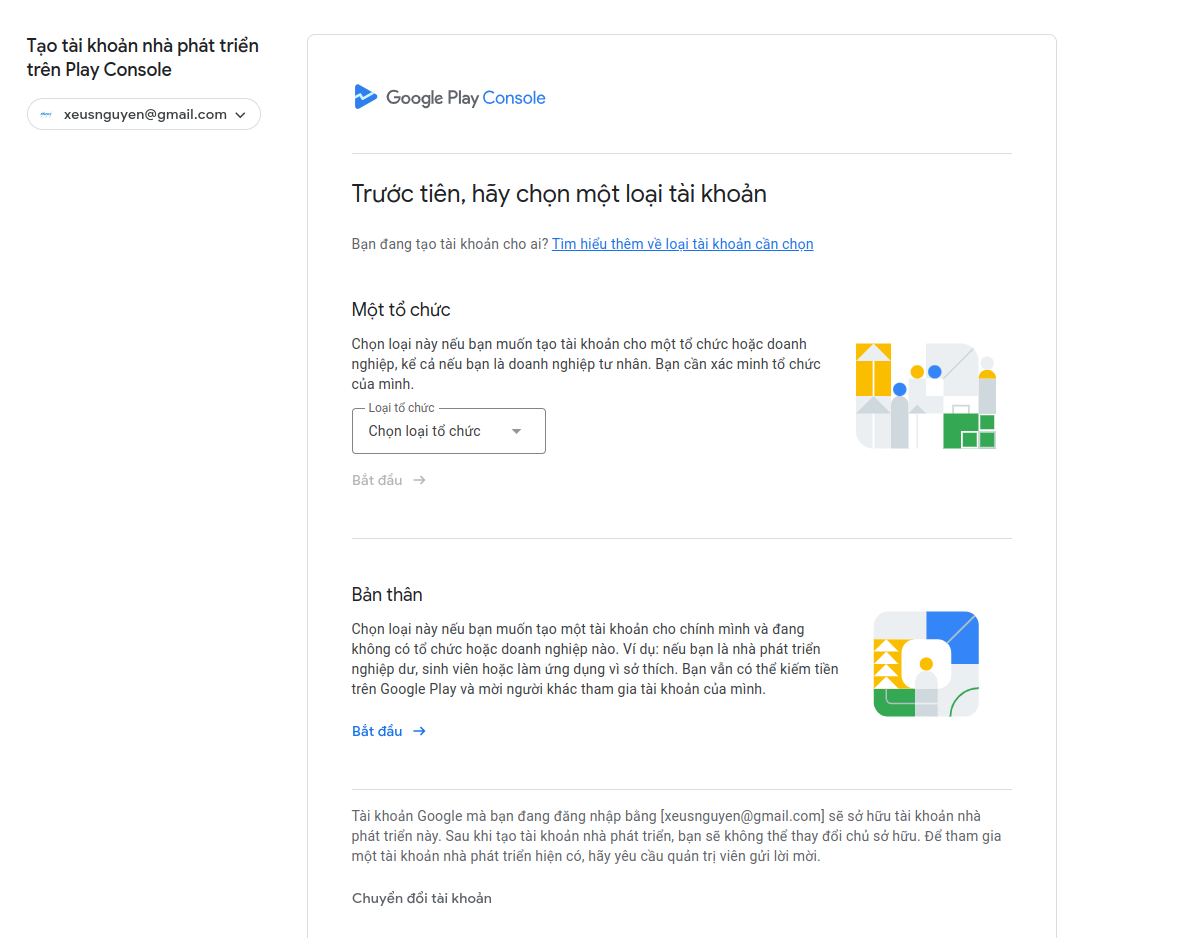 Tạo tài khoản nhà phát triển
trên Play Console
xeusnguyen@gmail.com
Google Play Console
Trước tiên, hãy chọn một loại tài khoản
Bạn đang tạo tài khoản cho ai? Tìm hiểu thêm về loại tài khoản cần chọn
Một tổ chức
Chọn loại này nếu bạn muốn tạo tài khoản cho một tổ chức hoặc doanh
nghiệp, kể cả nếu bạn là doanh nghiệp tư nhân. Bạn cần xác minh tổ chức
của mình.
Loại tổ chức
Chọn loại tổ chức
Bắt đầu
Bản thân
Chọn loại này nếu bạn muốn tạo một tài khoản cho chính mình và đang
không có tổ chức hoặc doanh nghiệp nào. Ví dụ: nếu bạn là nhà phát triển
nghiệp dư, sinh viên hoặc làm ứng dụng vì sở thích. Bạn vẫn có thể kiếm tiền
trên Google Play và mời người khác tham gia tài khoản của mình.
Bắt đầu
Tài khoản Google mà bạn đang đăng nhập bằng [xeusnguyen@gmail.com] sẽ sở hữu tài khoản nhà
phát triển này. Sau khi tạo tài khoản nhà phát triển, bạn sẽ không thể thay đổi chủ sở hữu. Để tham gia
một tài khoản nhà phát triển hiện có, hãy yêu cầu quản trị viên gửi lời mời.
Chuyển đổi tài khoản